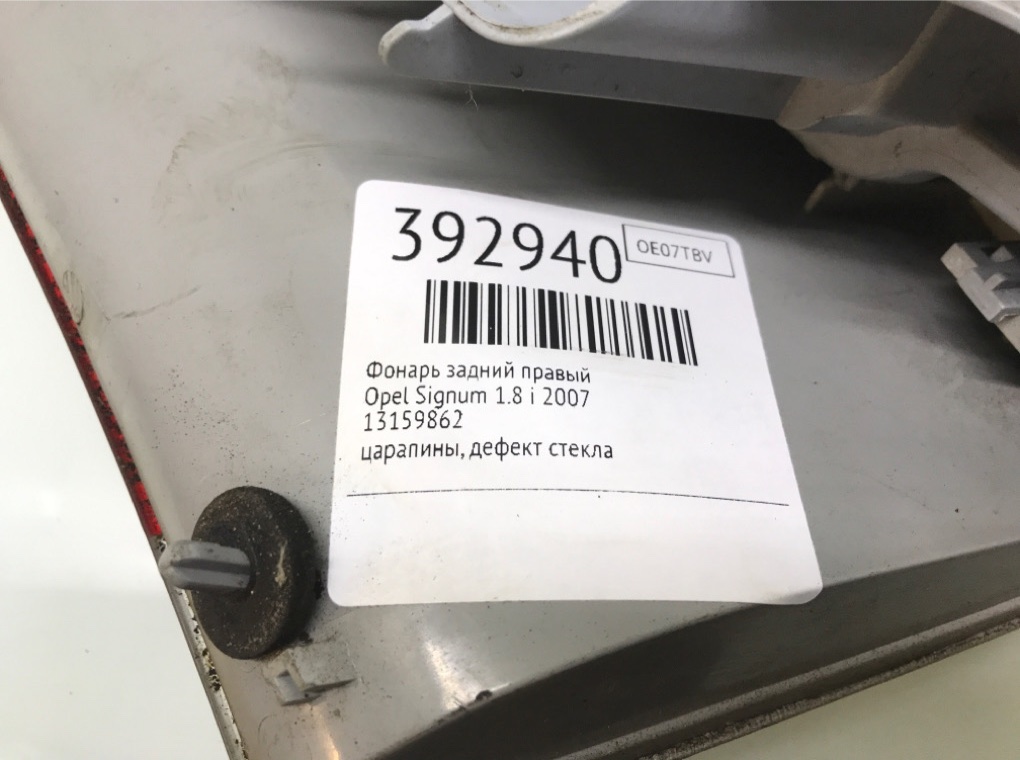 392940
OE07TBV
Фонарь задний правый
Opel Signum 1.8 i 2007
13159862
царапины, дефект стекла